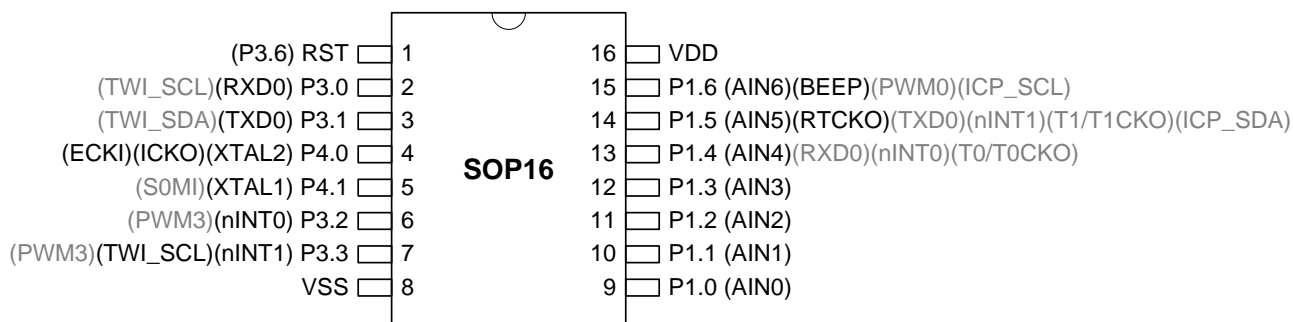 (P3.6) RST 1 16 VDD
(TWI_SCL)(RXD0) P3.0 2 15 P1.6 (AIN6)(BEEP)(PWM0)(ICP_SCL)
(TWI_SDA)(TXD0) P3.1 3 14 P1.5 (AIN5)(RTCKO)(TXD0)(nINT1)(T1/T1CKO)(ICP_SDA)
(ECKI)(ICKO)(XTAL2) P4.0 4 13 P1.4 (AIN4)(RXD0)(nINT0)(T0/T0CKO)
SOP16
(S0MI)(XTAL1) P4.1 5 12 P1.3 (AIN3)
(PWM3)(nINT0) P3.2 6 11 P1.2 (AIN2)
(PWM3)(TWI_SCL)(nINT1) P3.3 7 10 P1.1 (AIN1)
VSS 8 9 P1.0 (AIN0)